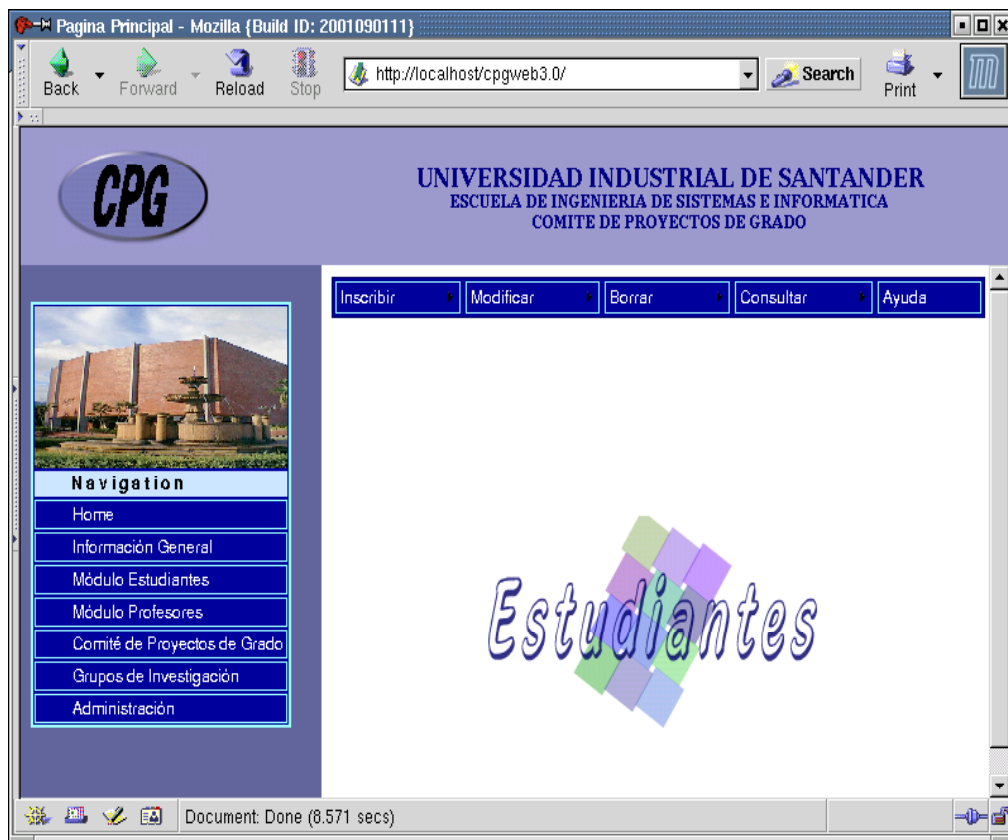 Pagina Principal - Mozilla {Build ID: 2001090111}
Back Forward Reload Stop http://localhost/cpgweb3.0/ Search Print
CPG
UNIVERSIDAD INDUSTRIAL DE SANTANDER
ESCUELA DE INGENIERIA DE SISTEMAS E INFORMATICA
COMITE DE PROYECTOS DE GRADO
Inscribir Modificar Borrar Consultar Ayuda
Navigation
Home
Información General
Módulo Estudiantes
Módulo Profesores
Comité de Proyectos de Grado
Grupos de Investigación
Administración
Estudiantes
Document: Done (8.571 secs)